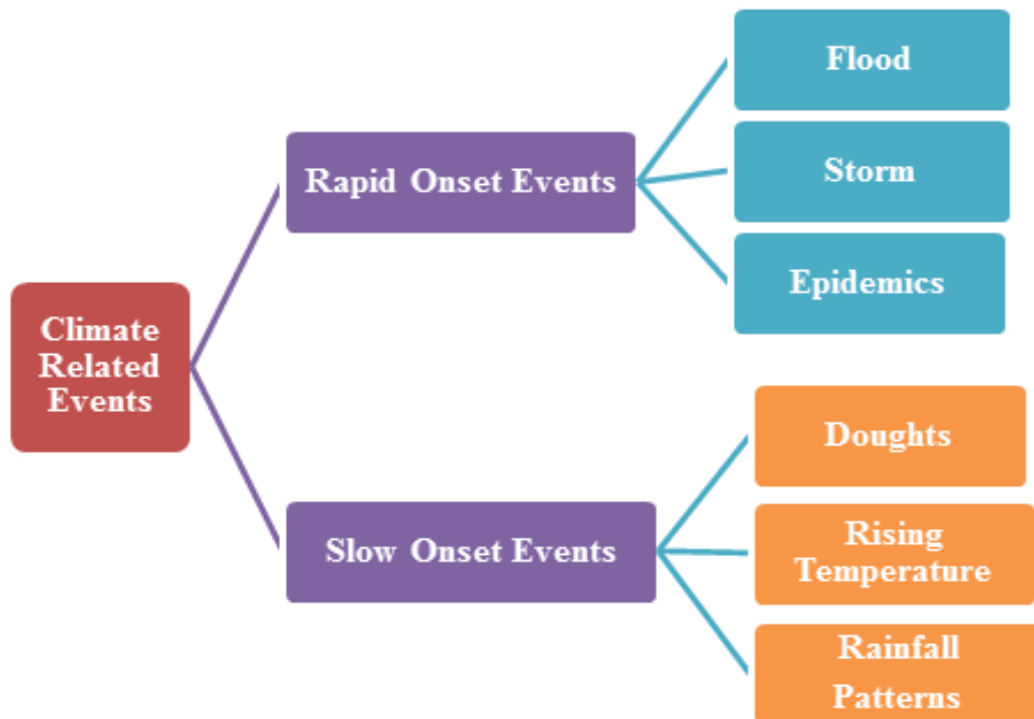 Flood
Rapid Onset Events
Storm
Epidemics
Climate
Related
Events
Doughts
Slow Onset Events
Rising
Temperature
Rainfall
Patterns